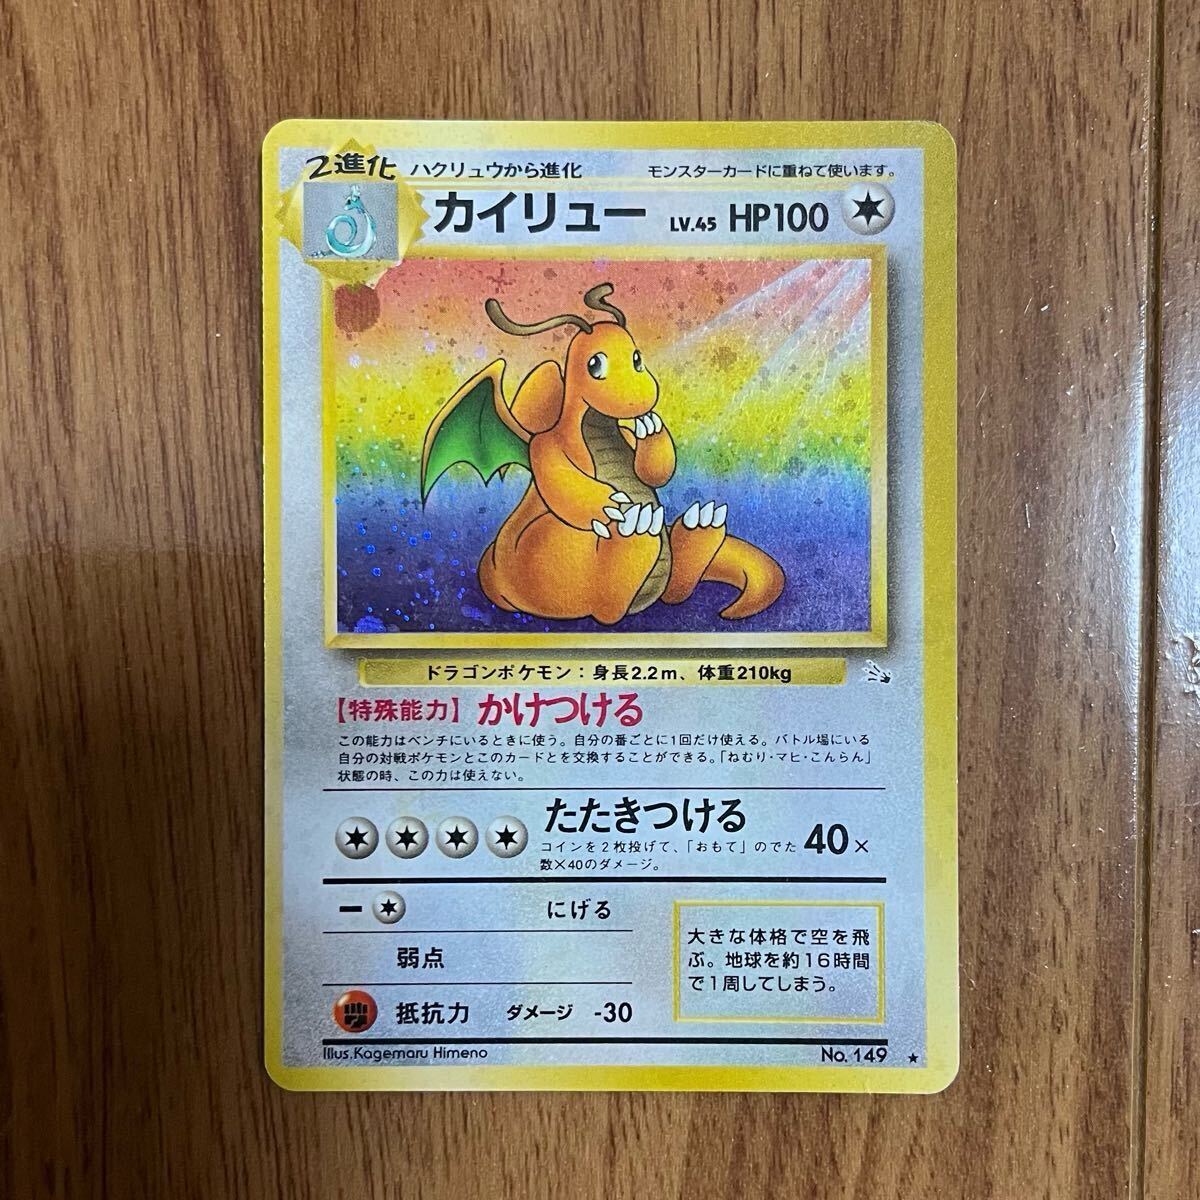 2進化 ハクリュウから進化 モンスターカードに重ねて使います。
カイリュー LV.45 HP100
ドラゴンポケモン:身長2.2m、体重210kg
【特殊能力】かけつける
この能力はベンチにいるときに使う。自分の番ごとに1回だけ使える。バトル場にいる
自分の対戦ポケモンとこのカードとを交換することができる。「ねむり・マヒ・こんらん」
状態の時、この力は使えない。
たたきつける
コインを2枚投げて、「おもて」のでた
数×40のダメージ。
40×
ー にげる
弱点
抵抗力 ダメージ -30
大きな体格で空を飛
ぶ。地球を約16時間
で1周してしまう。
Illus.Kagemaru Himeno
No. 149 ★